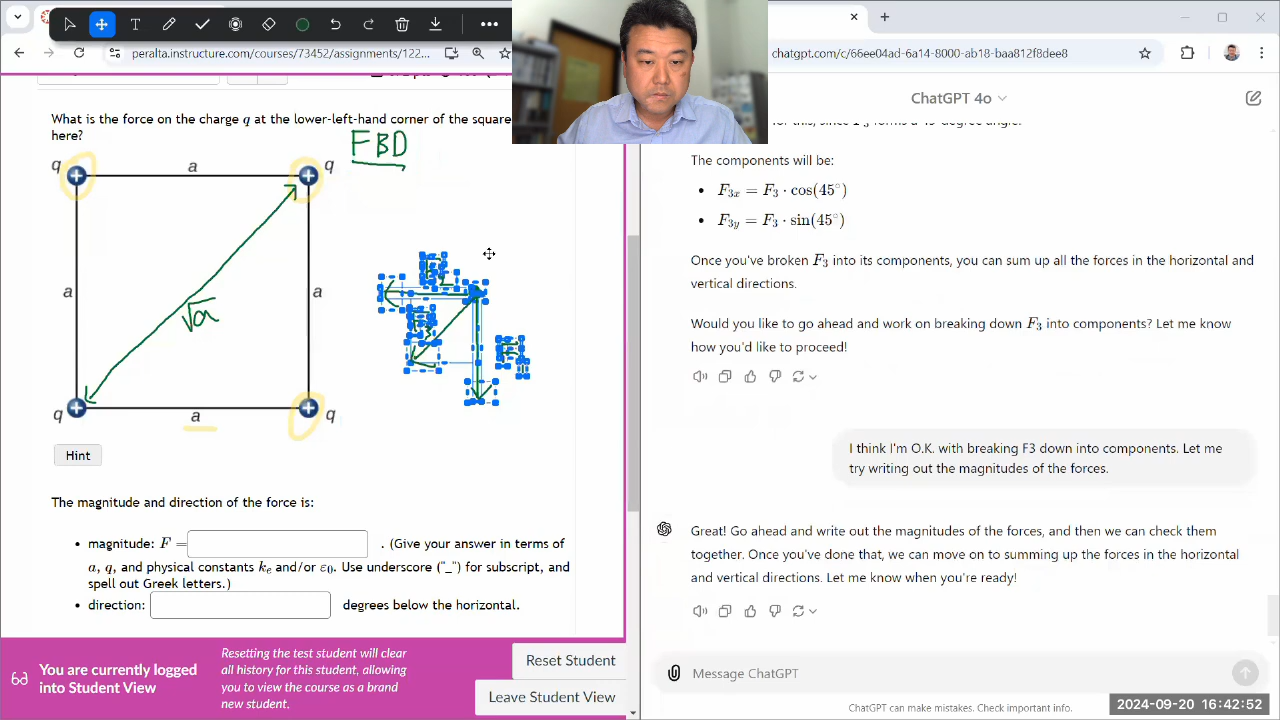 peralta.instructure.com/courses/73452/assignments/122...
chatgpt.com/c/66ee04ad-6a14-8000-ab18-baa812f8dee8
ChatGPT 4o
What is the force on the charge q at the lower-left-hand corner of the square
here?
FBD
q a q
a a
√a
q a q
F2
F3
F1
Hint
The magnitude and direction of the force is:
• magnitude: F = . (Give your answer in terms of
a, q, and physical constants k_e and/or ε_0. Use underscore ("_") for subscript, and
spell out Greek letters.)
• direction: degrees below the horizontal.
You are currently logged
into Student View
Resetting the test student will clear
all history for this student, allowing
you to view the course as a brand
new student.
Reset Student
Leave Student View
The components will be:
• F3x = F3 · cos(45°)
• F3y = F3 · sin(45°)
Once you've broken F3 into its components, you can sum up all the forces in the horizontal and
vertical directions.
Would you like to go ahead and work on breaking down F3 into components? Let me know
how you'd like to proceed!
I think I'm O.K. with breaking F3 down into components. Let me
try writing out the magnitudes of the forces.
Great! Go ahead and write out the magnitudes of the forces, and then we can check them
together. Once you've done that, we can move on to summing up the forces in the horizontal
and vertical directions. Let me know when you're ready!
Message ChatGPT
ChatGPT can make mistakes. Check important info.
2024-09-20 16:42:52